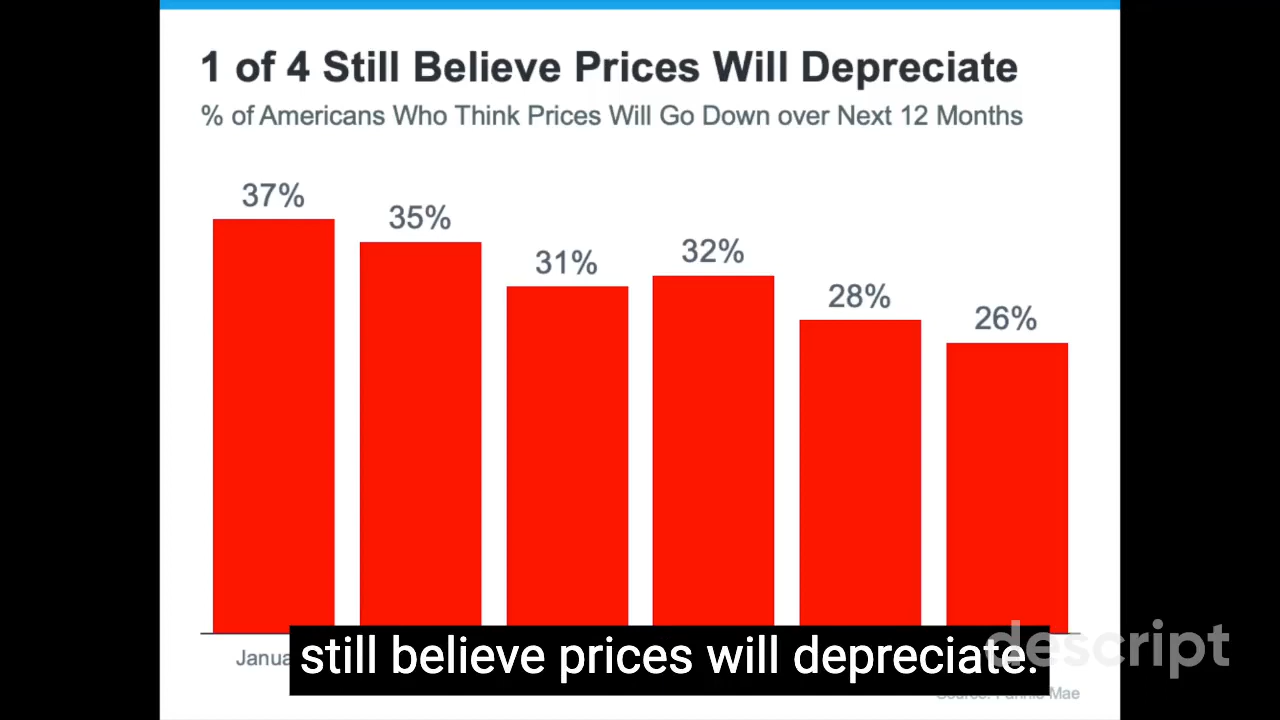 1 of 4 Still Believe Prices Will Depreciate
% of Americans Who Think Prices Will Go Down over Next 12 Months
37%
35%
31%
32%
28%
26%
still believe prices will depreciate.
descript
Mae